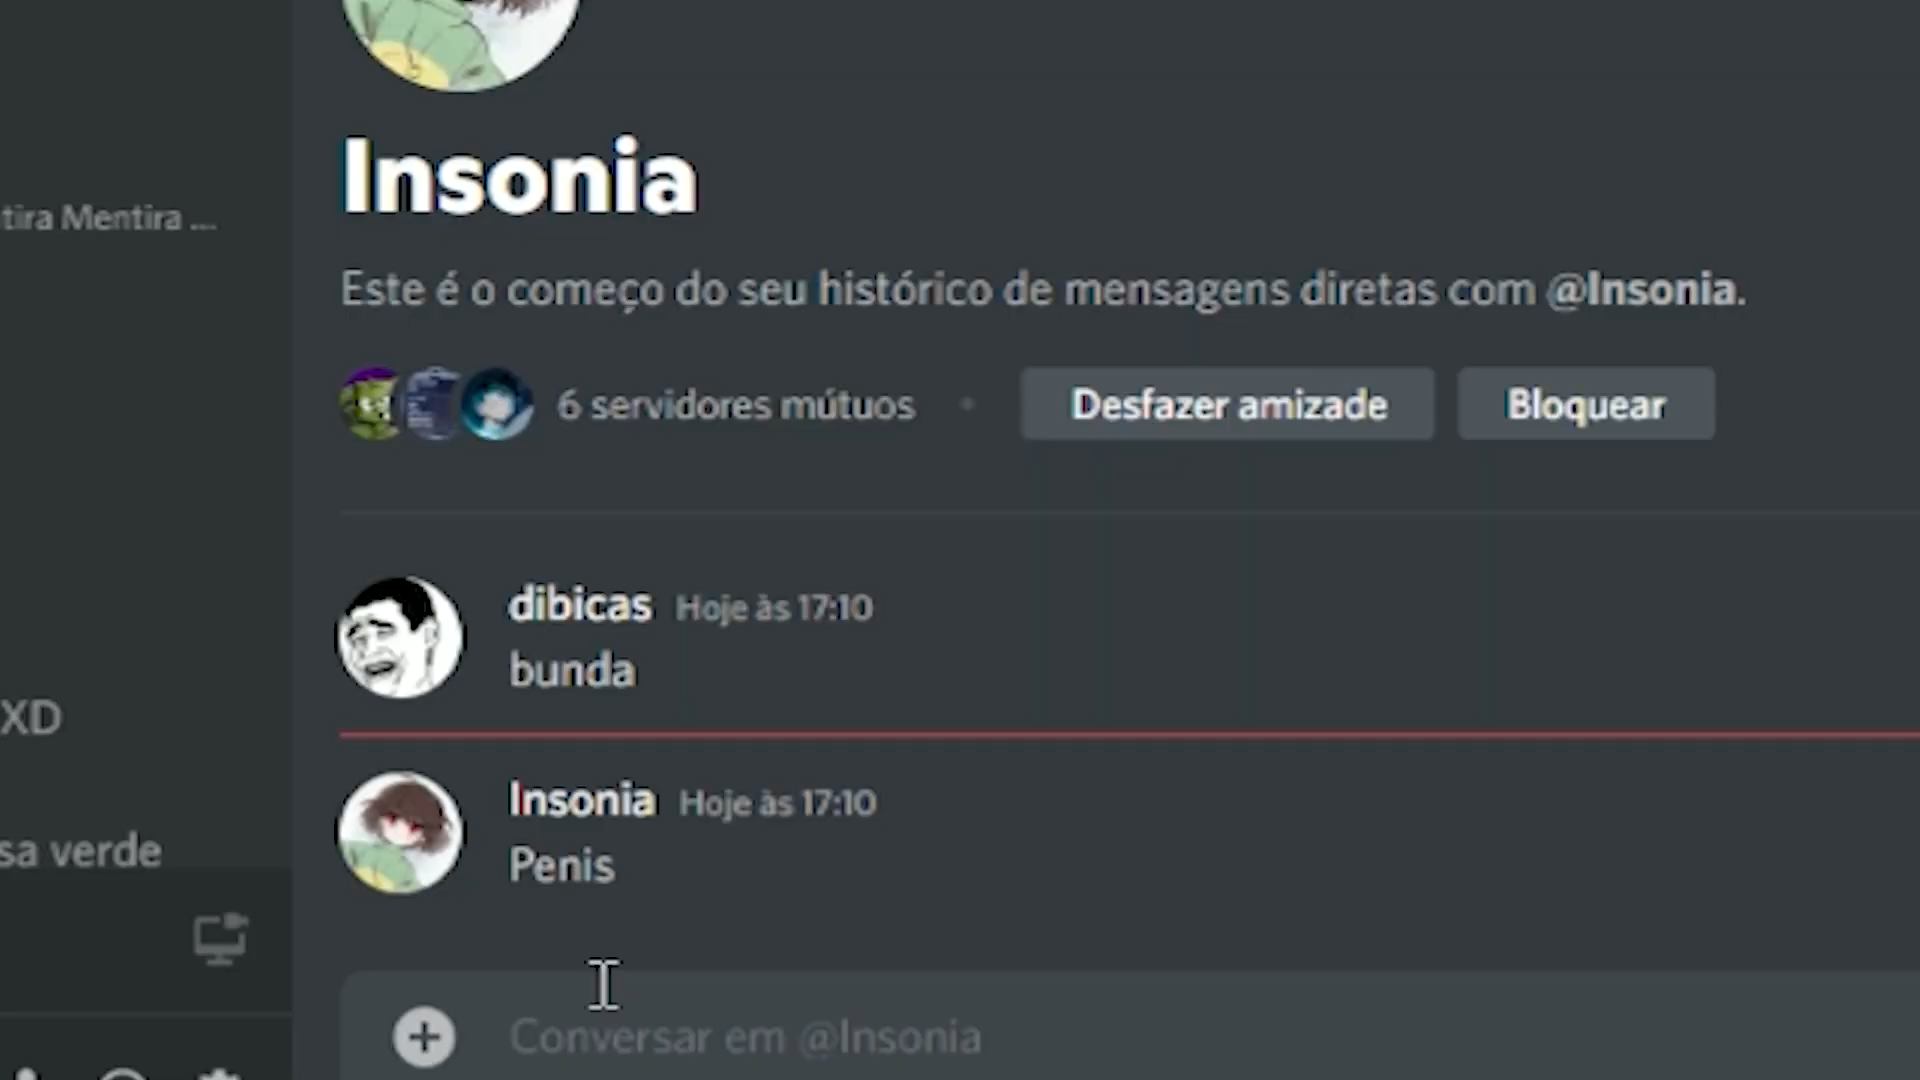 tira Mentira ...
XD
sa verde
Insonia
Este é o começo do seu histórico de mensagens diretas com @Insonia.
6 servidores mútuos • Desfazer amizade Bloquear
dibicas Hoje às 17:10
bunda
Insonia Hoje às 17:10
Penis
Conversar em @Insonia